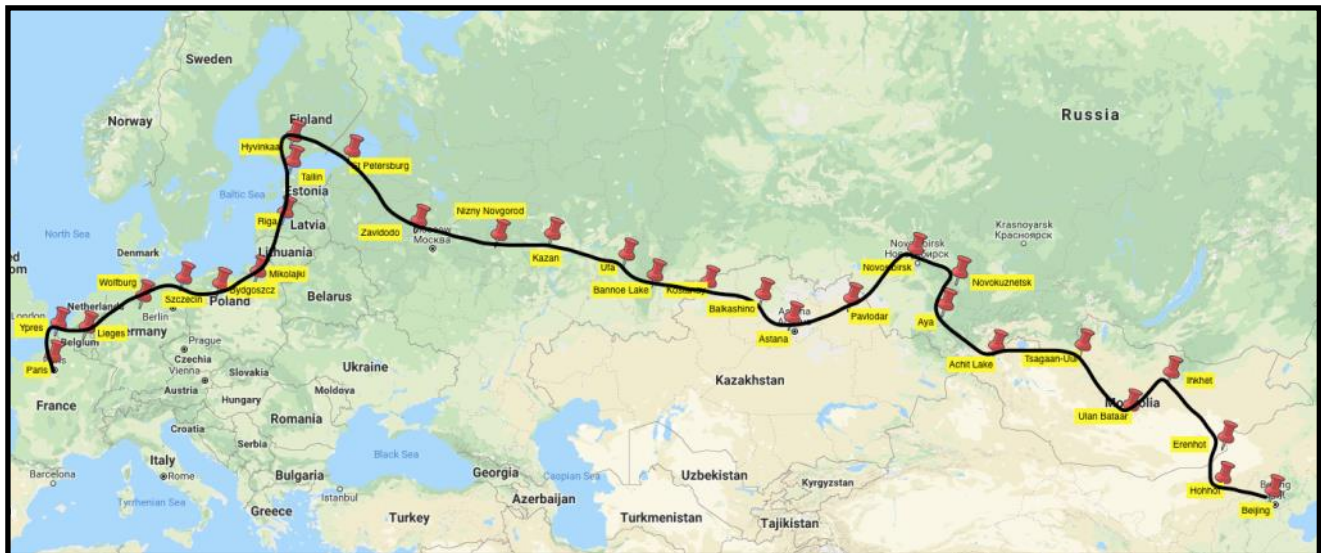 Sweden
Finland
Norway
Russia
Hyvinkaa
St Petersburg
Tallin
Estonia
Baltic Sea
Riga
Latvia
Nizny Novgorod
Zavidodo
Москва
Krasnoyarsk
Красноярск
North Sea
Denmark
Lithuania
Kazan
Ufa
Novosibirsk
Mikolajki
Novokuznetsk
Wolfburg
Bannoe Lake
Szczecin
Bydgoszcz
Poland
Belarus
Netherlands
Balkashino
London
Berlin
Pavlodar
Aya
Ypres
Lieges
Germany
Astana
Belgium
Prague
Achit Lake
Tsagaan-Uul
Paris
Czechia
Vienna
Slovakia
Ukraine
Kazakhstan
Ihkhet
Austria
Moldova
Hungary
France
Mongolia
Ulan Bataar
Romania
Croatia
Serbia
Erenhot
Italy
Black Sea
Barcelona
Rome
Bulgaria
Georgia
Caspian Sea
Uzbekistan
Kyrgyzstan
Hohhot
Istanbul
Tyrrhenian Sea
Azerbaijan
Greece
Turkey
Turkmenistan
Tajikistan
Beijing